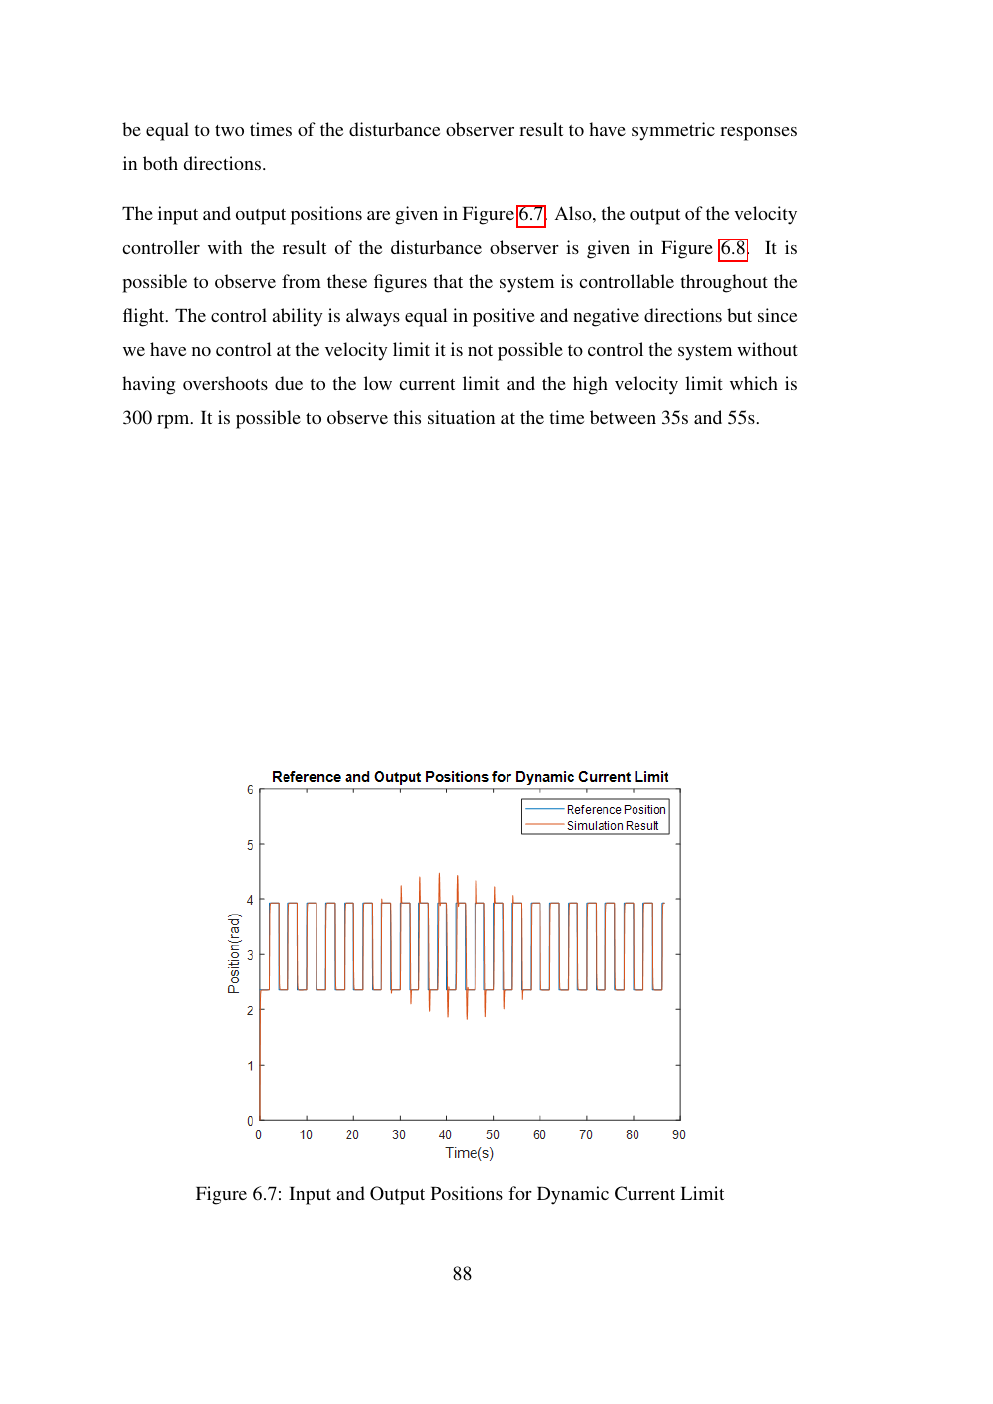 be equal to two times of the disturbance observer result to have symmetric responses
in both directions.
The input and output positions are given in Figure 6.7. Also, the output of the velocity
controller with the result of the disturbance observer is given in Figure 6.8. It is
possible to observe from these figures that the system is controllable throughout the
flight. The control ability is always equal in positive and negative directions but since
we have no control at the velocity limit it is not possible to control the system without
having overshoots due to the low current limit and the high velocity limit which is
300 rpm. It is possible to observe this situation at the time between 35s and 55s.
Reference and Output Positions for Dynamic Current Limit
Reference Position
Simulation Result
6
5
4
3
2
1
0
Position(rad)
0 10 20 30 40 50 60 70 80 90
Time(s)
Figure 6.7: Input and Output Positions for Dynamic Current Limit
88